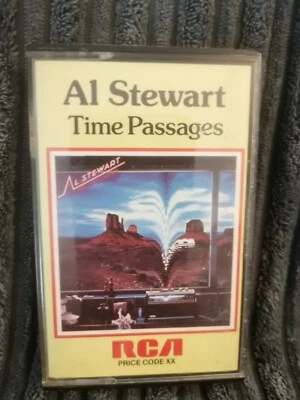 Al Stewart
Time Passages
AL STEWART
RCA
PRICE CODE XX